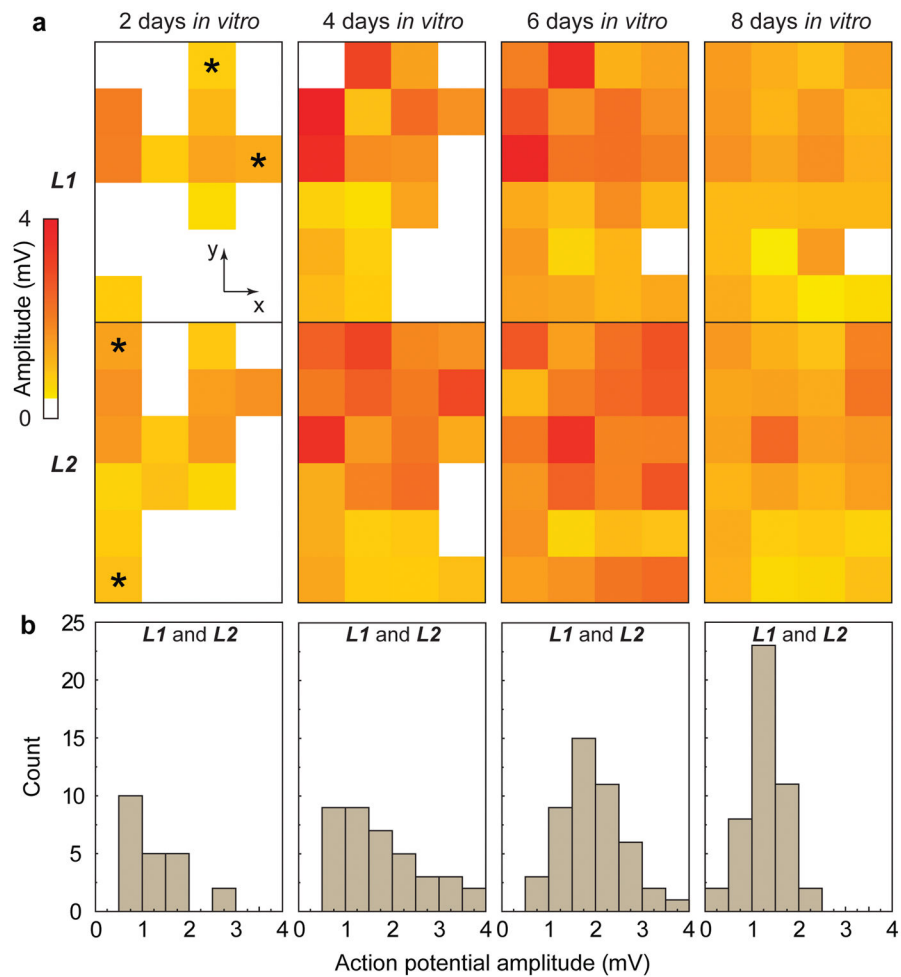 a
2 days in vitro
4 days in vitro
6 days in vitro
8 days in vitro
*
*
L1
4
Amplitude (mV)
0
y
x
*
L2
*
b
L1 and L2
L1 and L2
L1 and L2
L1 and L2
25
20
15
10
5
0
Count
0 1 2 3 4
0 1 2 3 4
0 1 2 3 4
0 1 2 3 4
Action potential amplitude (mV)